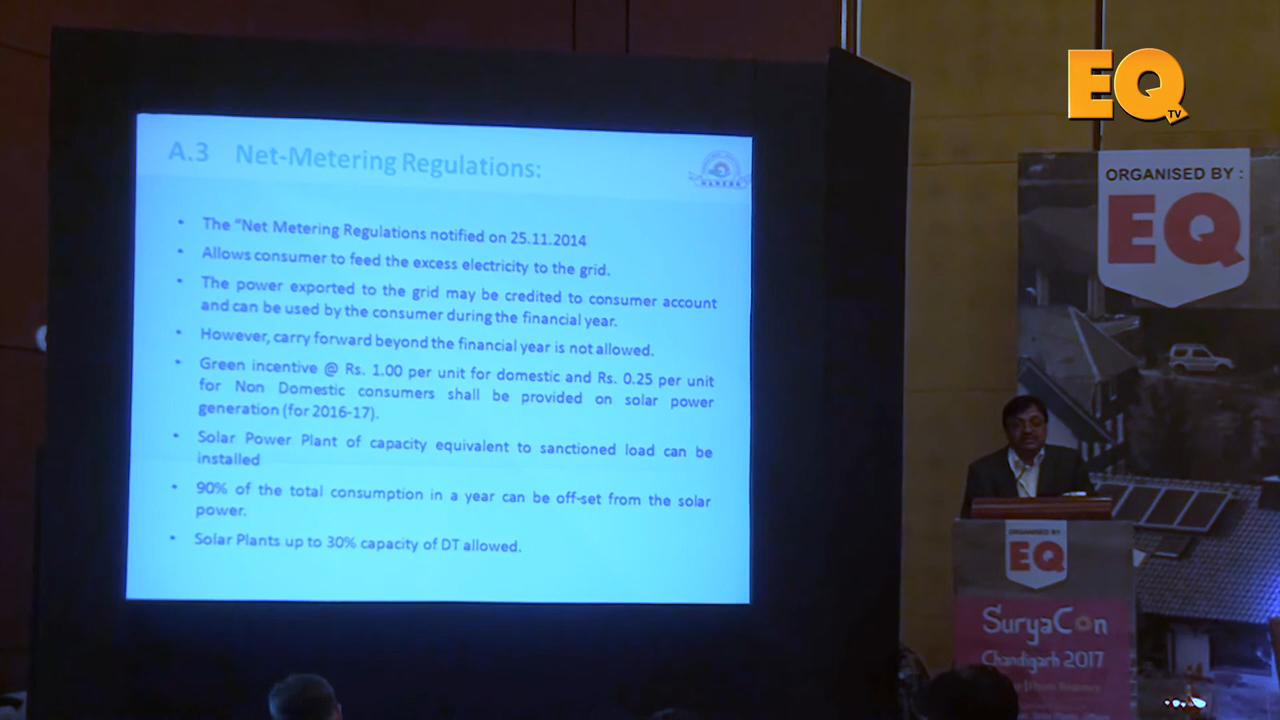 EQ
TV
A.3 Net-Metering Regulations:
• The "Net Metering Regulations notified on 25.11.2014
• Allows consumer to feed the excess electricity to the grid.
• The power exported to the grid may be credited to consumer account
and can be used by the consumer during the financial year.
• However, carry forward beyond the financial year is not allowed.
• Green incentive @ Rs. 1.00 per unit for domestic and Rs. 0.25 per unit
for Non Domestic consumers shall be provided on solar power
generation (for 2016-17).
• Solar Power Plant of capacity equivalent to sanctioned load can be
installed
• 90% of the total consumption in a year can be off-set from the solar
power.
• Solar Plants up to 30% capacity of DT allowed.
ORGANISED BY :
EQ
ORGANISED BY
EQ
SuryaCon
Chandigarh 2017